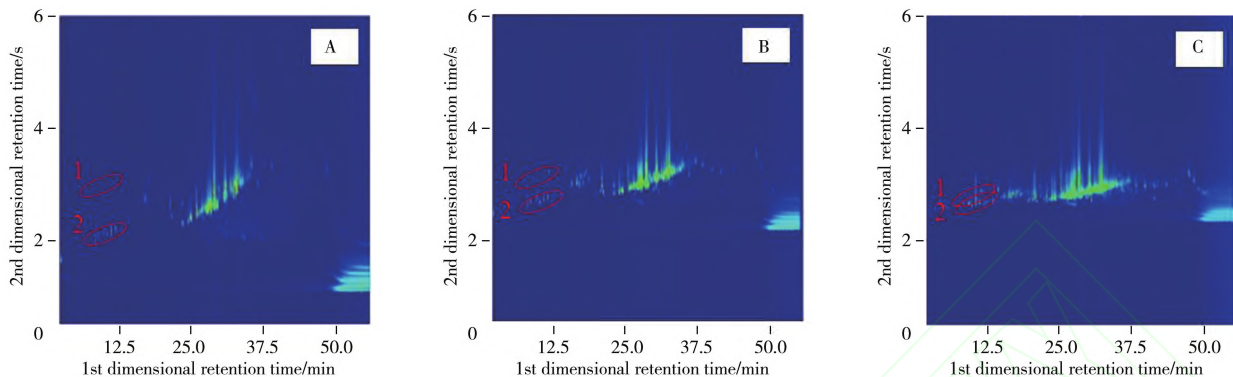 6
A
4
2
0
1
2
12.5 25.0 37.5 50.0
1st dimensional retention time/min
2nd dimensional retention time/s
6
B
4
2
0
1
2
12.5 25.0 37.5 50.0
1st dimensional retention time/min
2nd dimensional retention time/s
6
C
4
2
0
1
2
12.5 25.0 37.5 50.0
1st dimensional retention time/min
2nd dimensional retention time/s